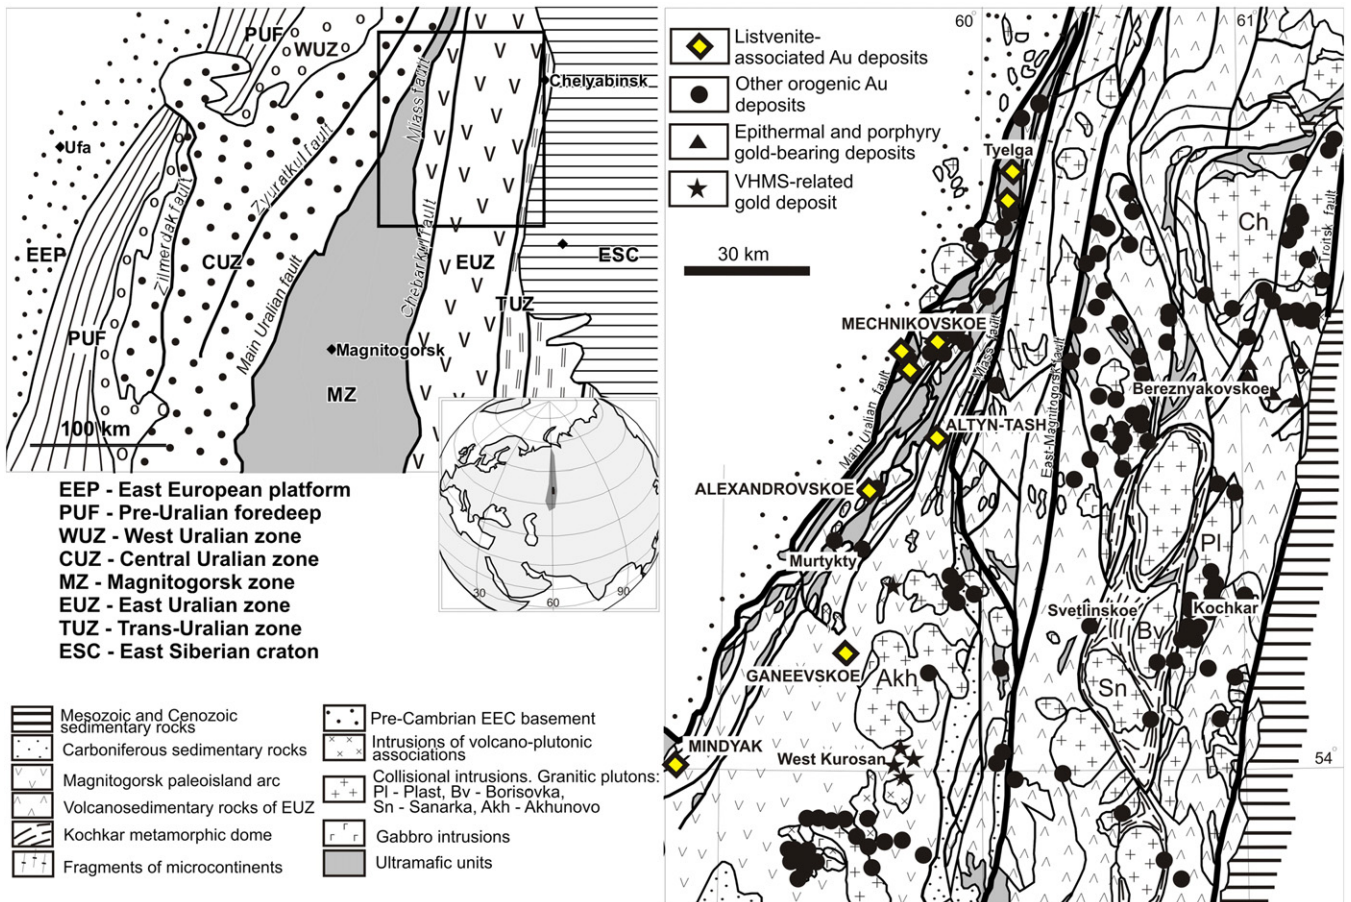 PUF
WUZ
Miass fault
Chelyabinsk
Ufa
Zyuratkul fault
Zilmerdak fault
EEP
CUZ
Main Uralian fault
Chebarkul fault
EUZ
ESC
TUZ
PUF
Magnitogorsk
MZ
100 km
30
60
90
EEP - East European platform
PUF - Pre-Uralian foredeep
WUZ - West Uralian zone
CUZ - Central Uralian zone
MZ - Magnitogorsk zone
EUZ - East Uralian zone
TUZ - Trans-Uralian zone
ESC - East Siberian craton
Mesozoic and Cenozoic
sedimentary rocks
Carboniferous sedimentary rocks
Magnitogorsk paleoisland arc
Volcanosedimentary rocks of EUZ
Kochkar metamorphic dome
Fragments of microcontinents
Pre-Cambrian EEC basement
Intrusions of volcano-plutonic
associations
Collisional intrusions. Granitic plutons:
Pl - Plast, Bv - Borisovka,
Sn - Sanarka, Akh - Akhunovo
Gabbro intrusions
Ultramafic units
Listvenite-
associated Au deposits
Other orogenic Au
deposits
Epithermal and porphyry
gold-bearing deposits
VHMS-related
gold deposit
30 km
60°
61°
Tyelga
Ch
Troitsk fault
MECHNIKOVSKOE
Miass fault
Main Uralian fault
East-Magnitogorsk fault
Bereznyakovskoe
ALTYN-TASH
ALEXANDROVSKOE
Murtykty
Pl
Svetlinskoe
Kochkar
Bv
GANEEVSKOE
Akh
Sn
MINDYAK
West Kurosan
54°